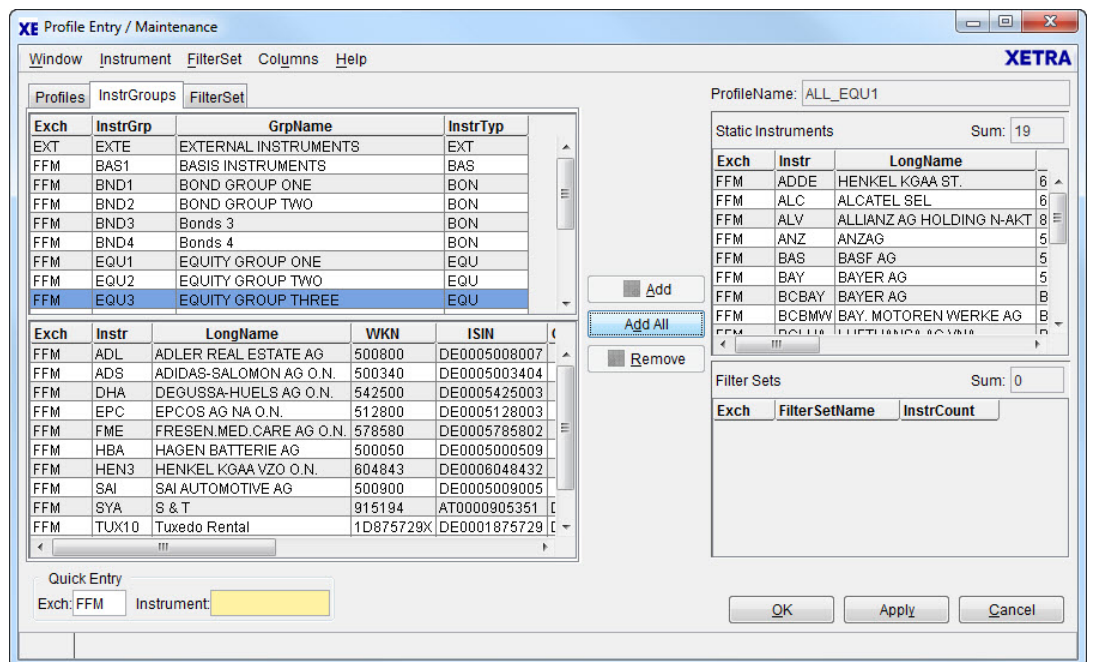 XE Profile Entry / Maintenance
Window Instrument FilterSet Columns Help XETRA
Profiles InstrGroups FilterSet
Exch InstrGrp GrpName InstrTyp
EXT EXTE EXTERNAL INSTRUMENTS EXT
FFM BAS1 BASIS INSTRUMENTS BAS
FFM BND1 BOND GROUP ONE BON
FFM BND2 BOND GROUP TWO BON
FFM BND3 Bonds 3 BON
FFM BND4 Bonds 4 BON
FFM EQU1 EQUITY GROUP ONE EQU
FFM EQU2 EQUITY GROUP TWO EQU
FFM EQU3 EQUITY GROUP THREE EQU
Exch Instr LongName WKN ISIN
FFM ADL ADLER REAL ESTATE AG 500800 DE0005008007
FFM ADS ADIDAS-SALOMON AG O.N. 500340 DE0005003404
FFM DHA DEGUSSA-HUELS AG O.N. 542500 DE0005425003
FFM EPC EPCOS AG NA O.N. 512800 DE0005128003
FFM FME FRESEN.MED.CARE AG O.N. 578580 DE0005785802
FFM HBA HAGEN BATTERIE AG 500050 DE0005000509
FFM HEN3 HENKEL KGAA VZO O.N. 604843 DE0006048432
FFM SAI SAI AUTOMOTIVE AG 500900 DE0005009005
FFM SYA S & T 915194 AT0000905351
FFM TUX10 Tuxedo Rental 1D875729X DE0001875729
Quick Entry
Exch: FFM Instrument:
Add
Add All
Remove
ProfileName: ALL_EQU1
Static Instruments Sum: 19
Exch Instr LongName
FFM ADDE HENKEL KGAA ST. 6
FFM ALC ALCATEL SEL 6
FFM ALV ALLIANZ AG HOLDING N-AKT 8
FFM ANZ ANZAG 5
FFM BAS BASF AG 5
FFM BAY BAYER AG 5
FFM BCBAY BAYER AG B
FFM BCBMW BAY. MOTOREN WERKE AG B
Filter Sets Sum: 0
Exch FilterSetName InstrCount
OK Apply Cancel